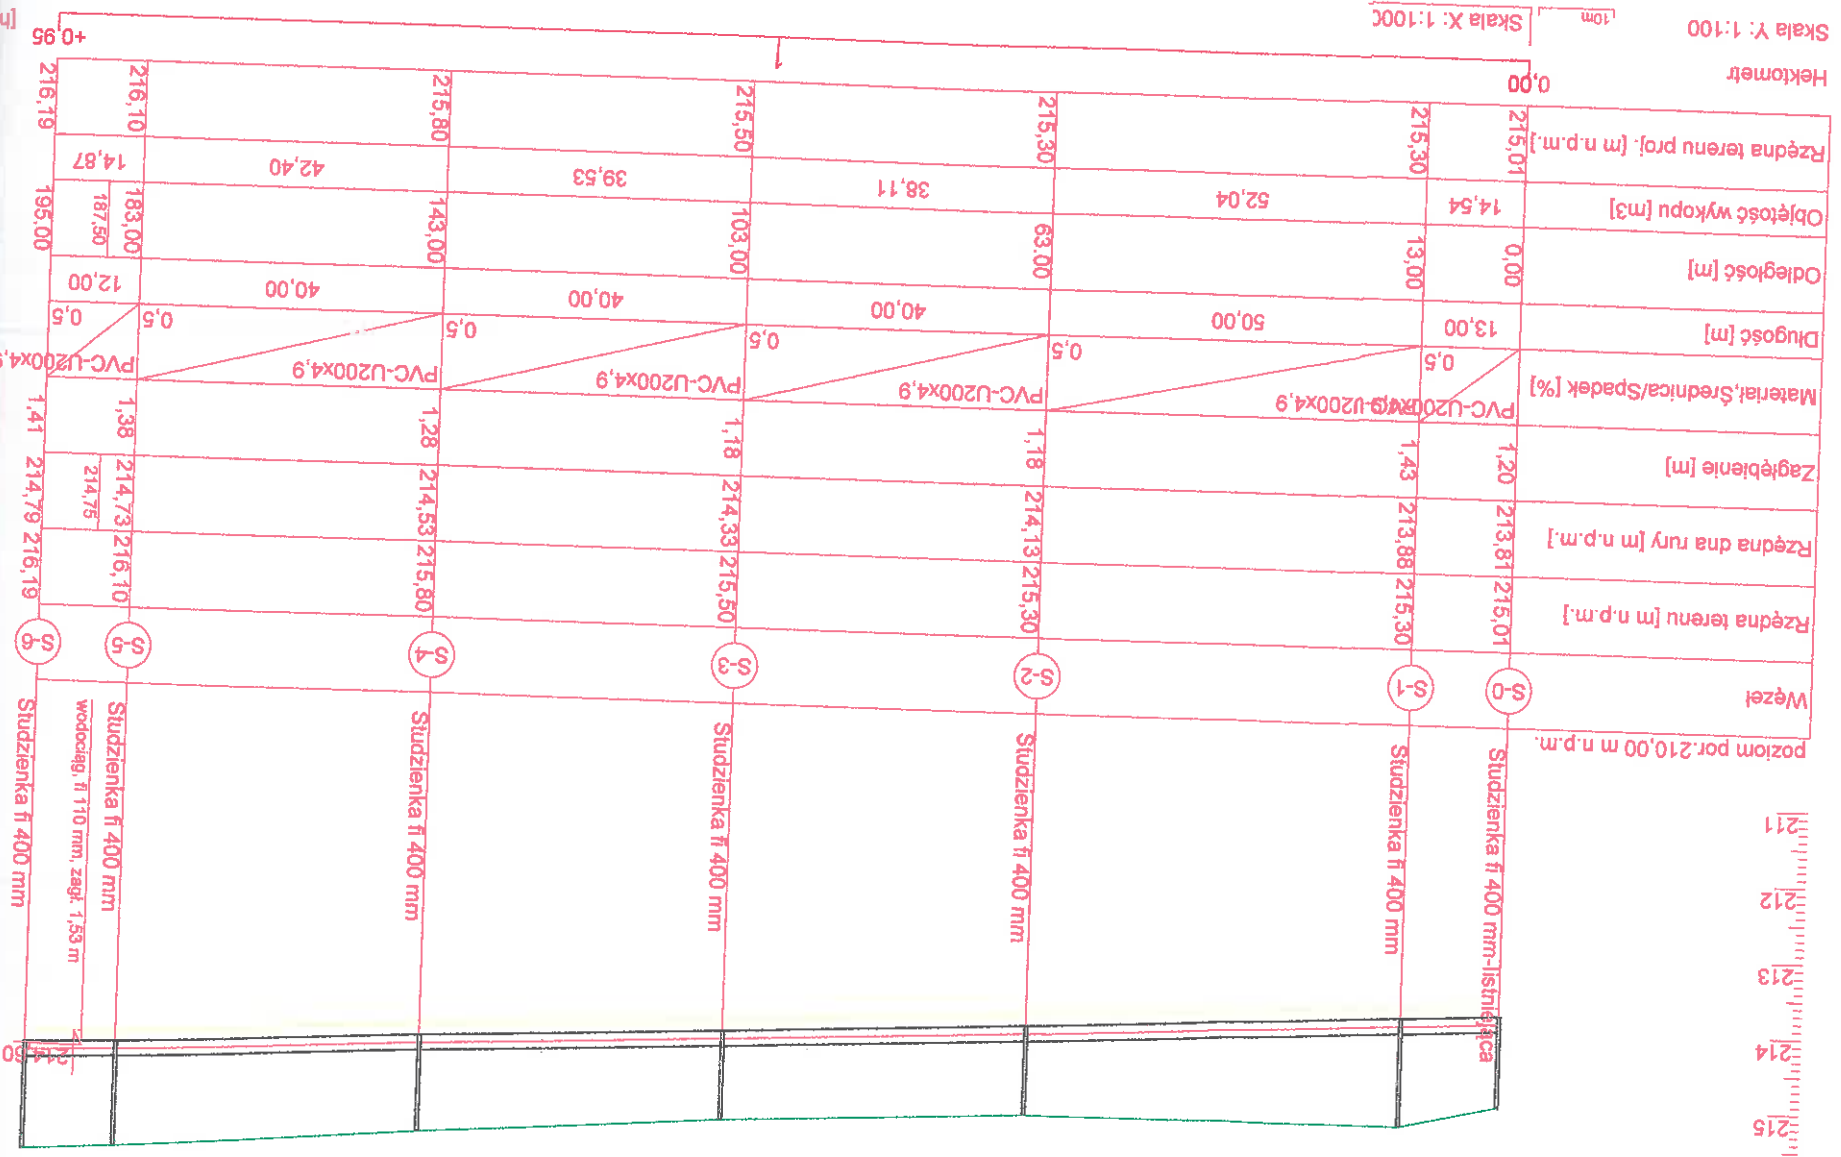 215
214
213
212
211
214,60
Studzienka fi 400 mm-Iistniejąca
Studzienka fi 400 mm
Studzienka fi 400 mm
Studzienka fi 400 mm
Studzienka fi 400 mm
Studzienka fi 400 mm
wodociąg, fi 110 mm, zagł. 1,53 m
Studzienka fi 400 mm
poziom por.210,00 m n.p.m.
Węzeł S-0 S-1 S-2 S-3 S-4 S-5 S-6
Rzędna terenu [m n.p.m.] 215,01 215,30 215,30 215,50 215,80 216,10 216,19
Rzędna dna rury [m n.p.m.] 213,81 213,88 214,13 214,33 214,53 214,73 214,75 214,79
Zagłębienie [m] 1,20 1,43 1,18 1,18 1,28 1,38 1,41
Materiał,Średnica/Spadek [%] PVC-U200x4,9 PVC-U200x4,9 PVC-U200x4,9 PVC-U200x4,9 PVC-U200x4,9 PVC-U200x4,9
0,5 0,5 0,5 0,5 0,5 0,5
Długość [m] 13,00 50,00 40,00 40,00 40,00 12,00
Odległość [m] 0,00 13,00 63.00 103,00 143,00 183,00 187,50 195,00
Objętość wykopu [m3] 14,54 52,04 38,11 39,53 42,40 14,87
Rzędna terenu proj. [m n.p.m.] 215,01 215,30 215,30 215,50 215,80 216,10 216,19
Hektometr 0,00 1 +0,95
Skala Y: 1:100 10m Skala X: 1:1000